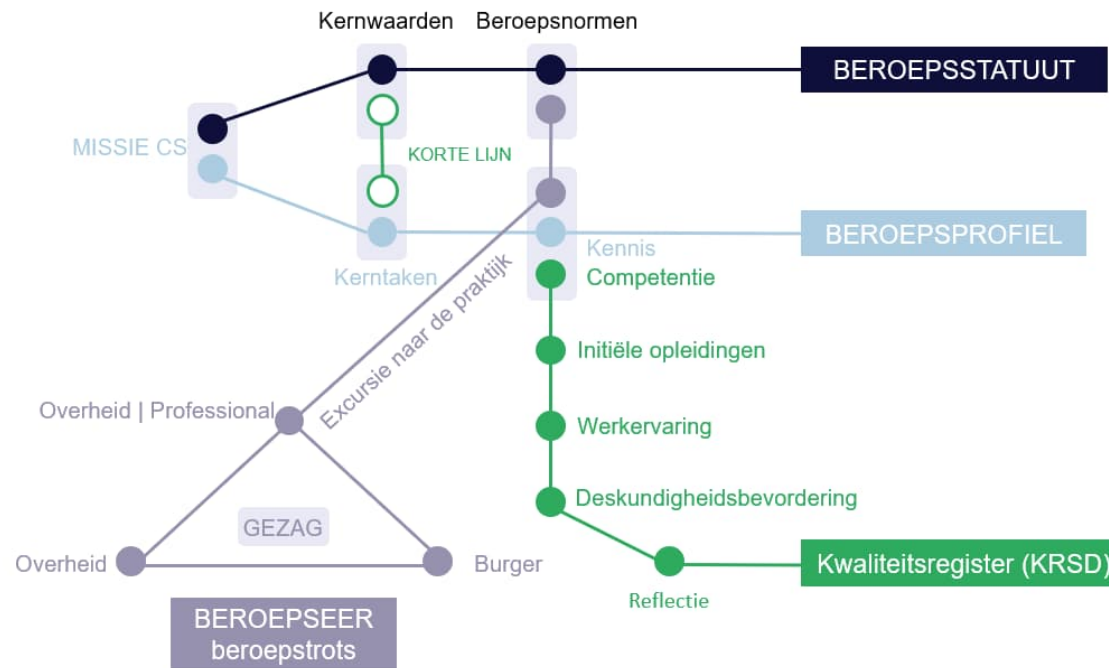 Kernwaarden
Beroepsnormen
BEROEPSSTATUUT
MISSIE CS
KORTE LIJN
BEROEPSPROFIEL
Kennis
Kerntaken
Competentie
Excursie naar de praktijk
Initiële opleidingen
Overheid | Professional
Werkervaring
Deskundigheidsbevordering
GEZAG
Overheid
Burger
Kwaliteitsregister (KRSD)
Reflectie
BEROEPSEER
beroepstrots